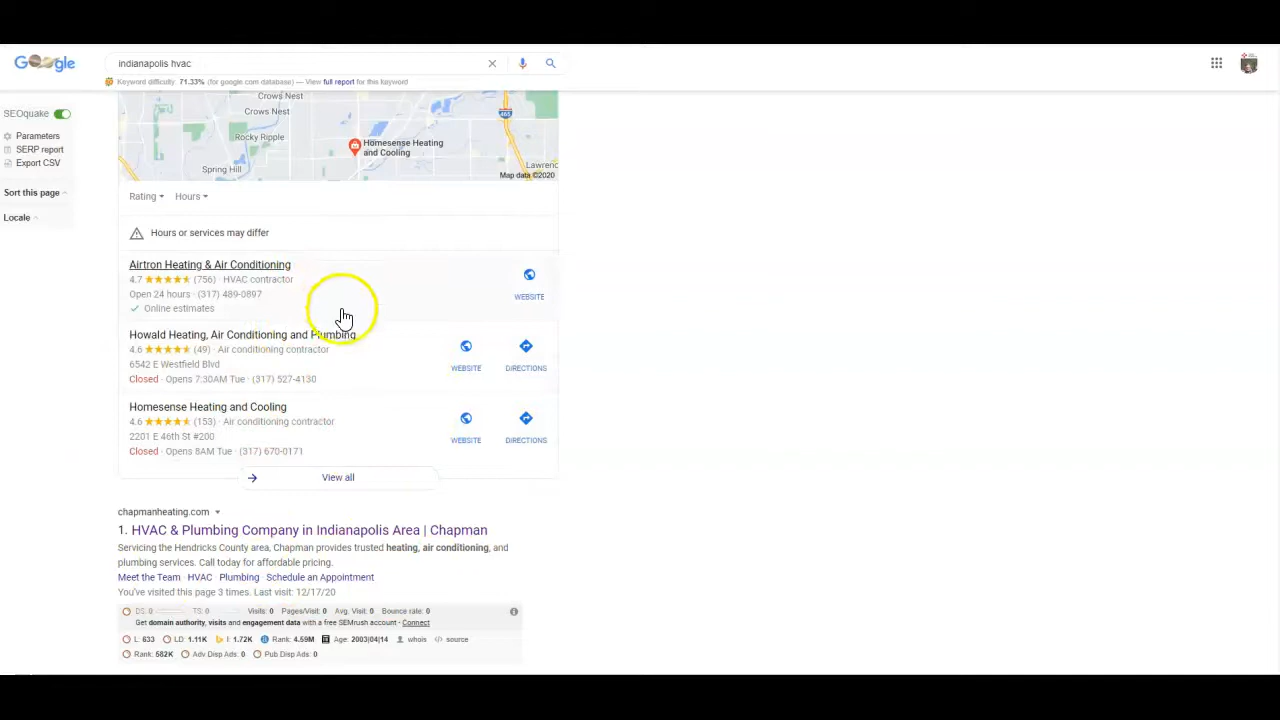 Google
indianapolis hvac
Keyword difficulty: 71.33% (for google.com database) — View full report for this keyword
SEOquake
Parameters
SERP report
Export CSV
Sort this page
Locale
Crows Nest
Crows Nest
Rocky Ripple
Spring Hill
465
Homesense Heating
and Cooling
Lawrenc
Map data ©2020
Rating Hours
Hours or services may differ
Airtron Heating & Air Conditioning
4.7 (756) · HVAC contractor
Open 24 hours · (317) 489-0897
Online estimates
WEBSITE
Howald Heating, Air Conditioning and Plumbing
4.6 (49) · Air conditioning contractor
6542 E Westfield Blvd
Closed · Opens 7:30AM Tue · (317) 527-4130
WEBSITE DIRECTIONS
Homesense Heating and Cooling
4.6 (153) · Air conditioning contractor
2201 E 46th St #200
Closed · Opens 8AM Tue · (317) 670-0171
WEBSITE DIRECTIONS
View all
chapmanheating.com
1. HVAC & Plumbing Company in Indianapolis Area | Chapman
Servicing the Hendricks County area, Chapman provides trusted heating, air conditioning, and
plumbing services. Call today for affordable pricing.
Meet the Team · HVAC · Plumbing · Schedule an Appointment
You've visited this page 3 times. Last visit: 12/17/20
DS: 0 TS: 0 Visits: 0 Pages/Visit: 0 Avg. Visit: 0 Bounce rate: 0
Get domain authority, visits and engagement data with a free SEMrush account - Connect
L: 633 LD: 1.11K I: 1.72K Rank: 4.59M Age: 2003|04|14 whois source
Rank: 582K Adv Disp Ads: 0 Pub Disp Ads: 0